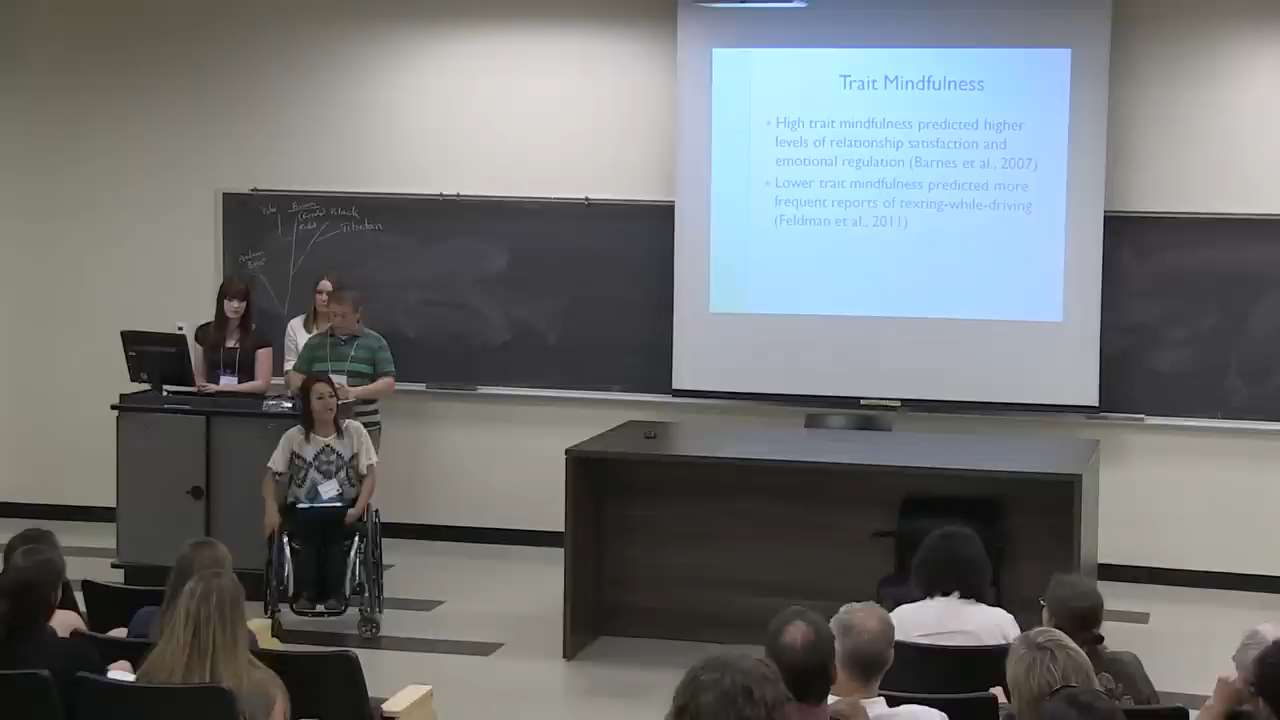 Trait Mindfulness
• High trait mindfulness predicted higher
levels of relationship satisfaction and
emotional regulation (Barnes et al., 2007)
• Lower trait mindfulness predicted more
frequent reports of texting-while-driving
(Feldman et al., 2011)
Black
Tibetan